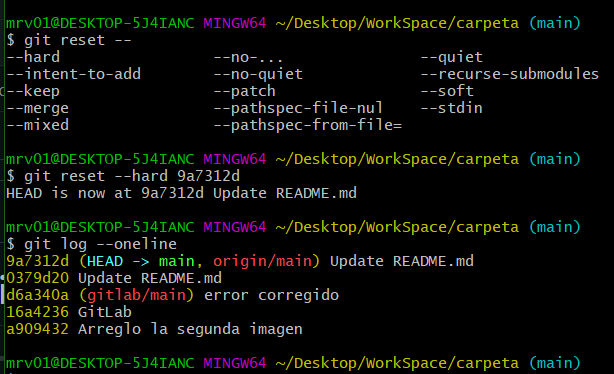 mrv01@DESKTOP-5J4IANC MINGW64 ~/Desktop/WorkSpace/carpeta (main)
$ git reset --
--hard --no-... --quiet
--intent-to-add --no-quiet --recurse-submodules
--keep --patch --soft
--merge --pathspec-file-nul --stdin
--mixed --pathspec-from-file=
mrv01@DESKTOP-5J4IANC MINGW64 ~/Desktop/WorkSpace/carpeta (main)
$ git reset --hard 9a7312d
HEAD is now at 9a7312d Update README.md
mrv01@DESKTOP-5J4IANC MINGW64 ~/Desktop/WorkSpace/carpeta (main)
$ git log --oneline
9a7312d (HEAD -> main, origin/main) Update README.md
0379d20 Update README.md
d6a340a (gitlab/main) error corregido
16a4236 GitLab
a909432 Arreglo la segunda imagen
mrv01@DESKTOP-5J4IANC MINGW64 ~/Desktop/WorkSpace/carpeta (main)